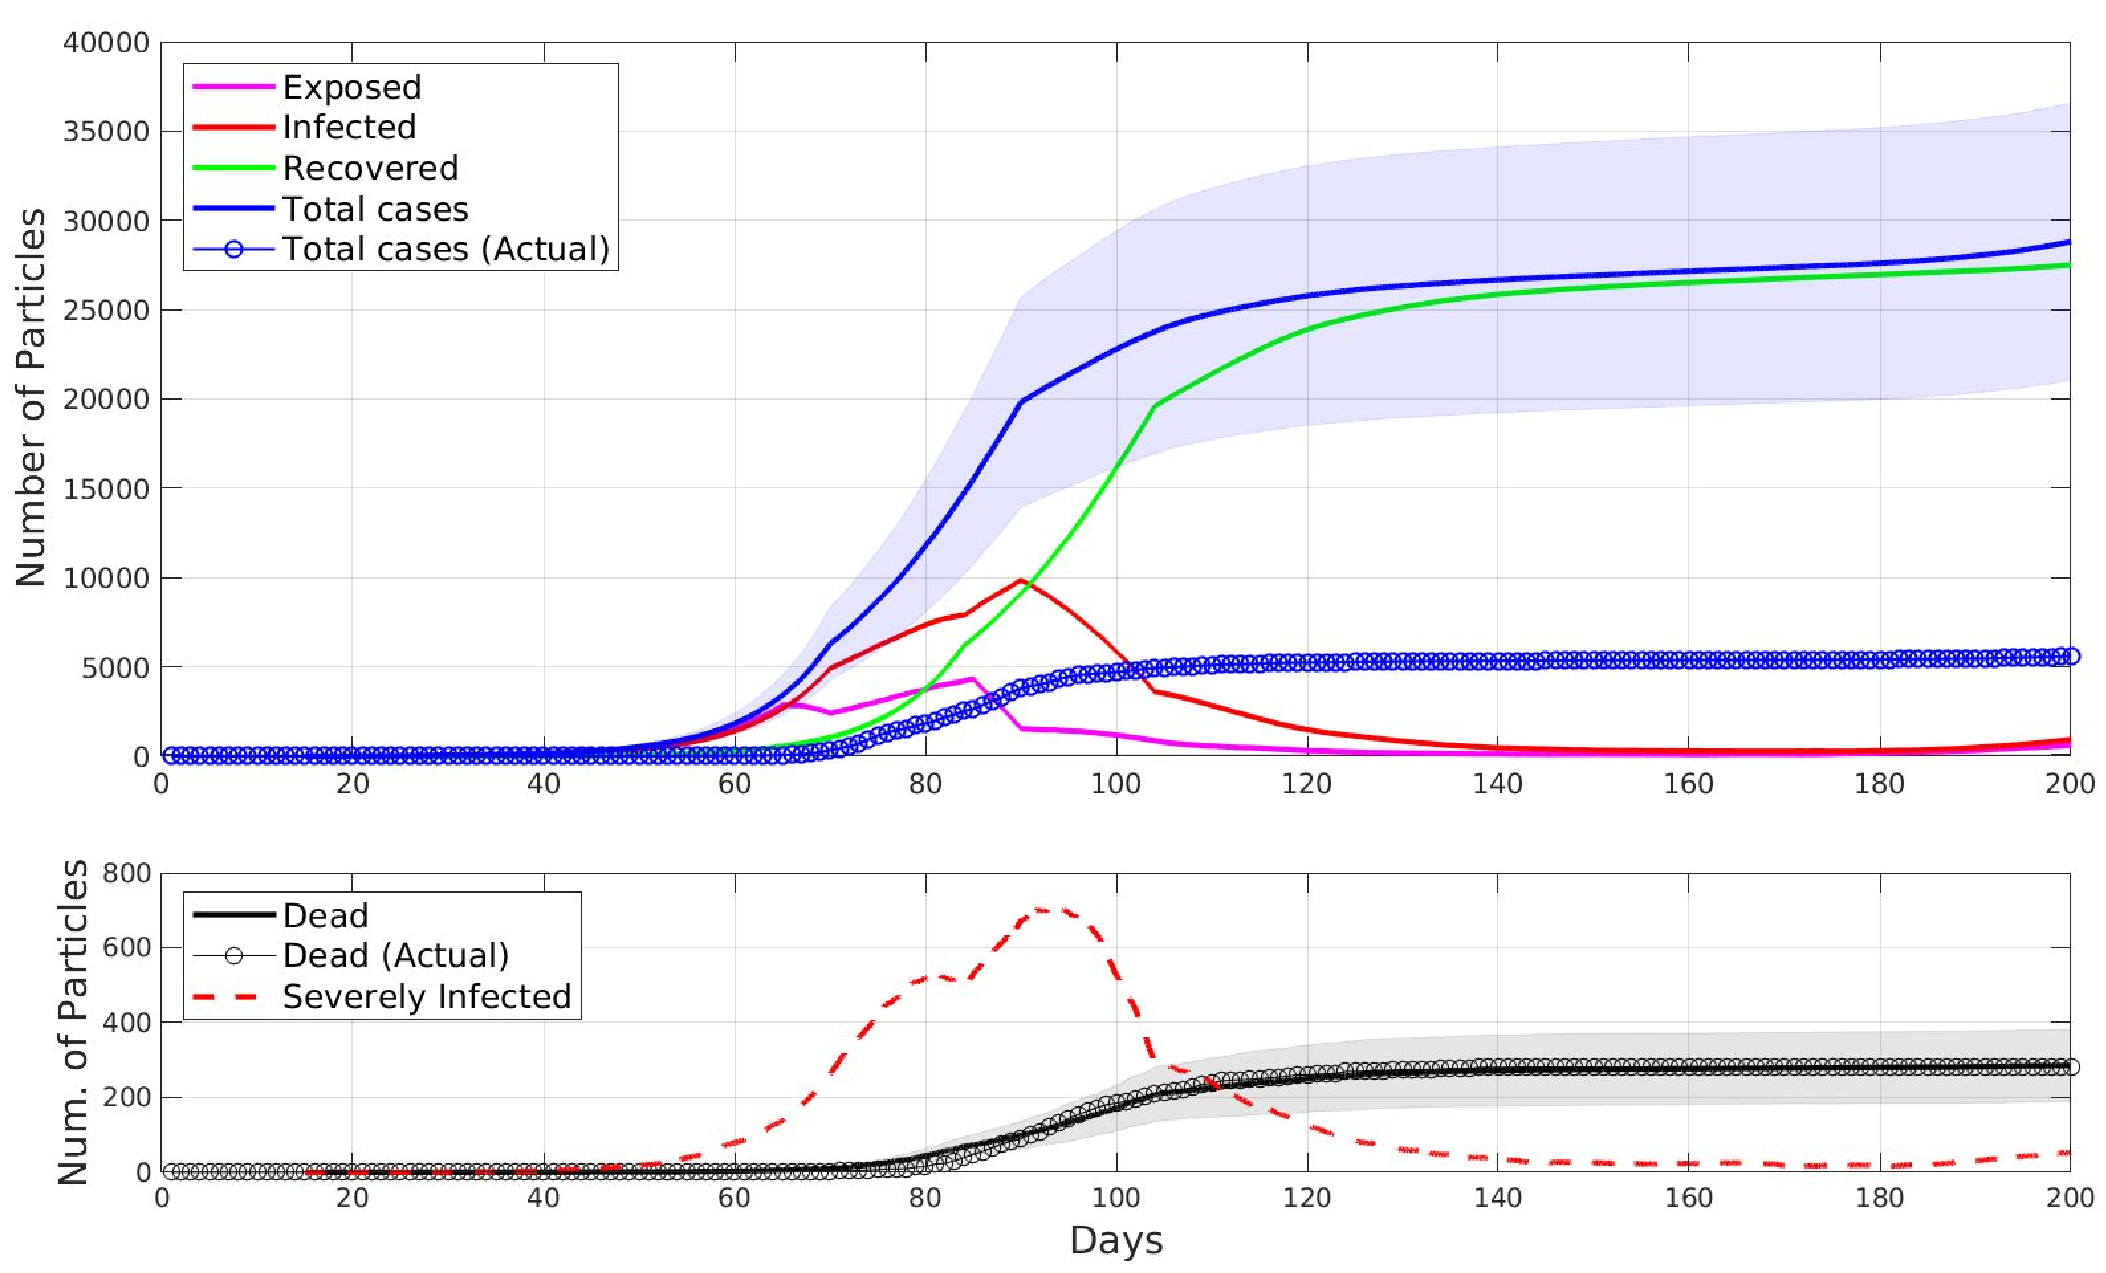 40000
35000
30000
25000
20000
15000
10000
5000
0
Number of Particles
Exposed
Infected
Recovered
Total cases
Total cases (Actual)
0 20 40 60 80 100 120 140 160 180 200
800
600
400
200
0
Num. of Particles
Dead
Dead (Actual)
Severely Infected
0 20 40 60 80 100 120 140 160 180 200
Days